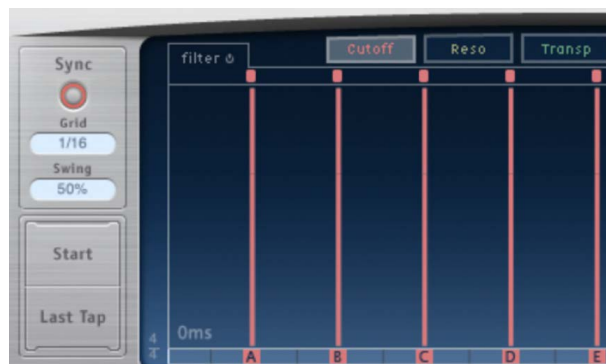 Sync
Grid
1/16
Swing
50%
Start
Last Tap
filter
Cutoff
Reso
Transp
0ms
4
4
A
B
C
D
E